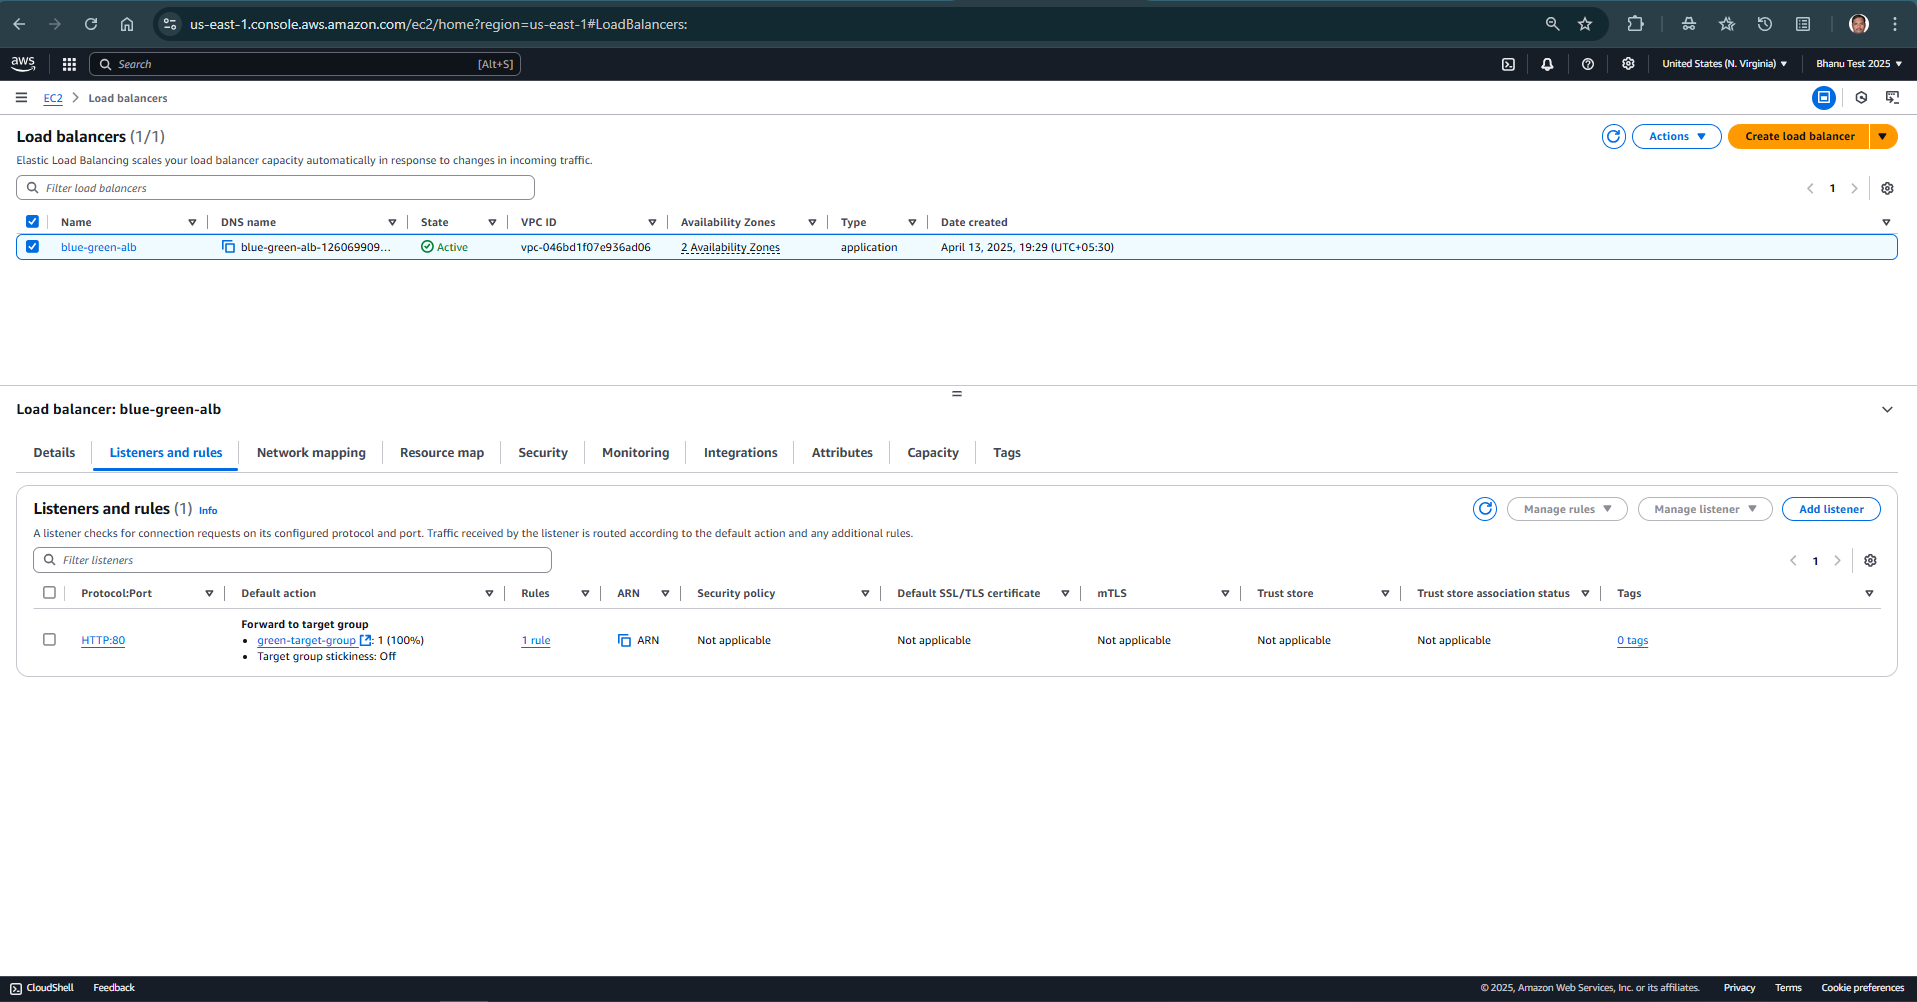 us-east-1.console.aws.amazon.com/ec2/home?region=us-east-1#LoadBalancers:
aws Search [Alt+S] United States (N. Virginia) Bhanu Test 2025
EC2 Load balancers
Load balancers (1/1) Actions Create load balancer
Elastic Load Balancing scales your load balancer capacity automatically in response to changes in incoming traffic.
Filter load balancers 1
Name DNS name State VPC ID Availability Zones Type Date created
blue-green-alb blue-green-alb-126069909... Active vpc-046bd1f07e936ad06 2 Availability Zones application April 13, 2025, 19:29 (UTC+05:30)
Load balancer: blue-green-alb
Details Listeners and rules Network mapping Resource map Security Monitoring Integrations Attributes Capacity Tags
Listeners and rules (1) Info Manage rules Manage listener Add listener
A listener checks for connection requests on its configured protocol and port. Traffic received by the listener is routed according to the default action and any additional rules.
Filter listeners 1
Protocol:Port Default action Rules ARN Security policy Default SSL/TLS certificate mTLS Trust store Trust store association status Tags
Forward to target group
HTTP:80 • green-target-group : 1 (100%) 1 rule ARN Not applicable Not applicable Not applicable Not applicable Not applicable 0 tags
• Target group stickiness: Off
CloudShell Feedback © 2025, Amazon Web Services, Inc. or its affiliates. Privacy Terms Cookie preferences